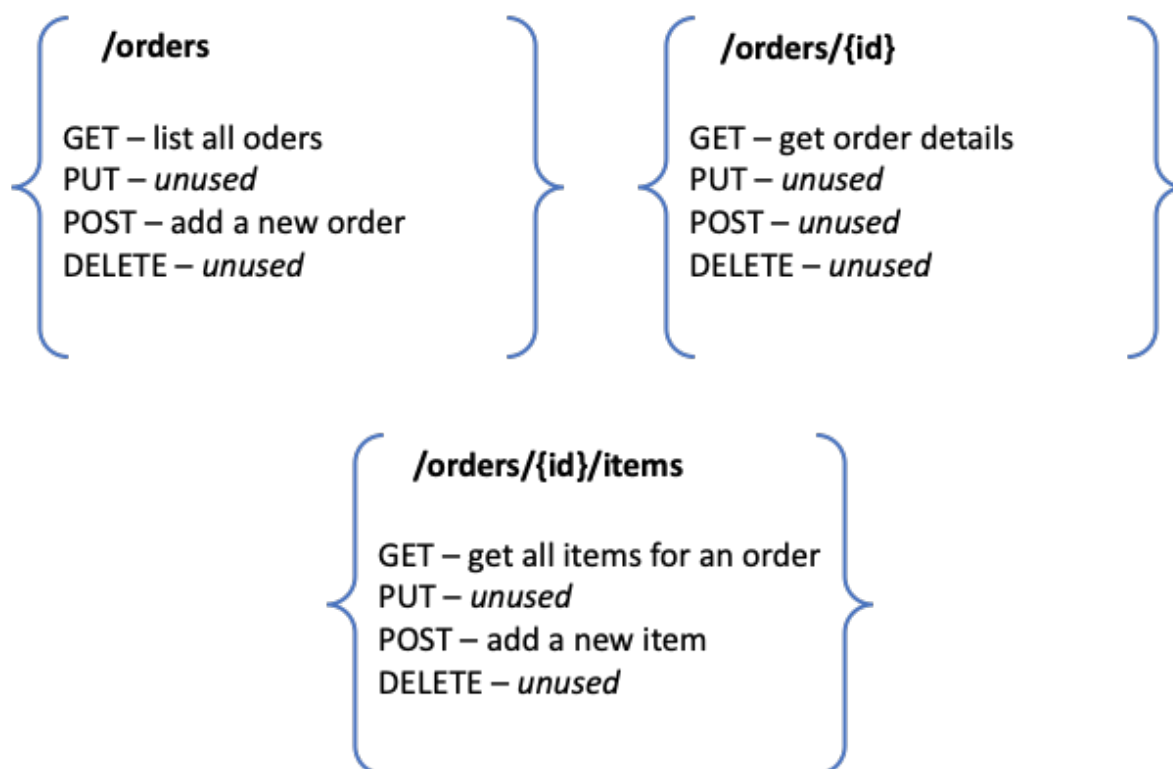 /orders
GET – list all oders
PUT – unused
POST – add a new order
DELETE – unused
/orders/{id}
GET – get order details
PUT – unused
POST – unused
DELETE – unused
/orders/{id}/items
GET – get all items for an order
PUT – unused
POST – add a new item
DELETE – unused